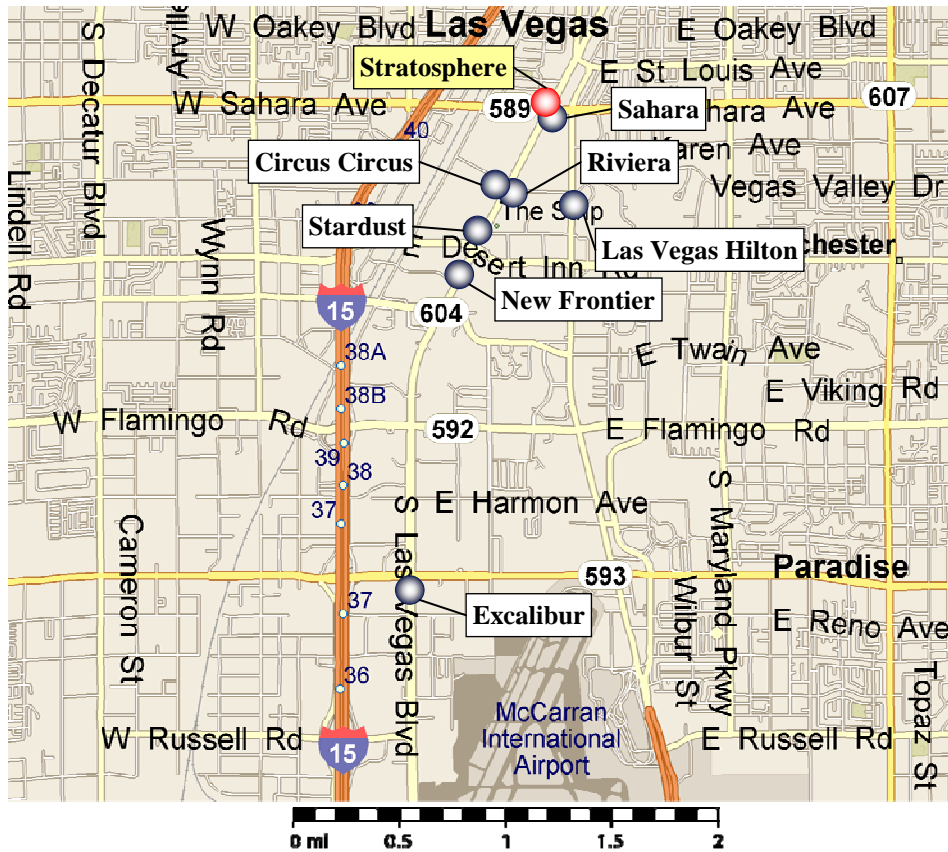 W Oakey Blvd
Las Vegas
E Oakey Blvd
S Decatur Blvd
Arville
Stratosphere
E St Louis Ave
W Sahara Ave
589
Sahara
hara Ave
607
40
Karen Ave
Circus Circus
Riviera
Vegas Valley Dr
Lindell Rd
The Strip
Stardust
Wynn Rd
Desert Inn Rd
Las Vegas Hilton
chester
New Frontier
15
604
38A
E Twain Ave
38B
E Viking Rd
W Flamingo Rd
592
E Flamingo Rd
39
38
S Maryland Pkwy
37
S Las Vegas Blvd
E Harmon Ave
Cameron St
593
Paradise
37
Excalibur
Wilbur St
E Reno Ave
36
Topaz St
McCarran
International
Airport
W Russell Rd
15
E Russell Rd
0 mi 0.5 1 1.5 2